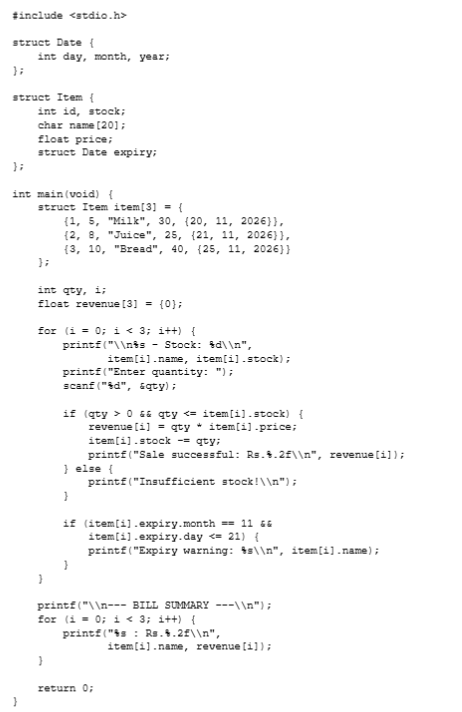 #include <stdio.h>

struct Date {
    int day, month, year;
};

struct Item {
    int id, stock;
    char name[20];
    float price;
    struct Date expiry;
};

int main(void) {
    struct Item item[3] = {
        {1, 5, "Milk", 30, {20, 11, 2026}},
        {2, 8, "Juice", 25, {21, 11, 2026}},
        {3, 10, "Bread", 40, {25, 11, 2026}}
    };

    int qty, i;
    float revenue[3] = {0};

    for (i = 0; i < 3; i++) {
        printf("\\n%s - Stock: %d\\n",
               item[i].name, item[i].stock);
        printf("Enter quantity: ");
        scanf("%d", &qty);

        if (qty > 0 && qty <= item[i].stock) {
            revenue[i] = qty * item[i].price;
            item[i].stock -= qty;
            printf("Sale successful: Rs.%.2f\\n", revenue[i]);
        } else {
            printf("Insufficient stock!\\n");
        }

        if (item[i].expiry.month == 11 &&
            item[i].expiry.day <= 21) {
            printf("Expiry warning: %s\\n", item[i].name);
        }
    }

    printf("\\n--- BILL SUMMARY ---\\n");
    for (i = 0; i < 3; i++) {
        printf("%s : Rs.%.2f\\n",
               item[i].name, revenue[i]);
    }

    return 0;
}